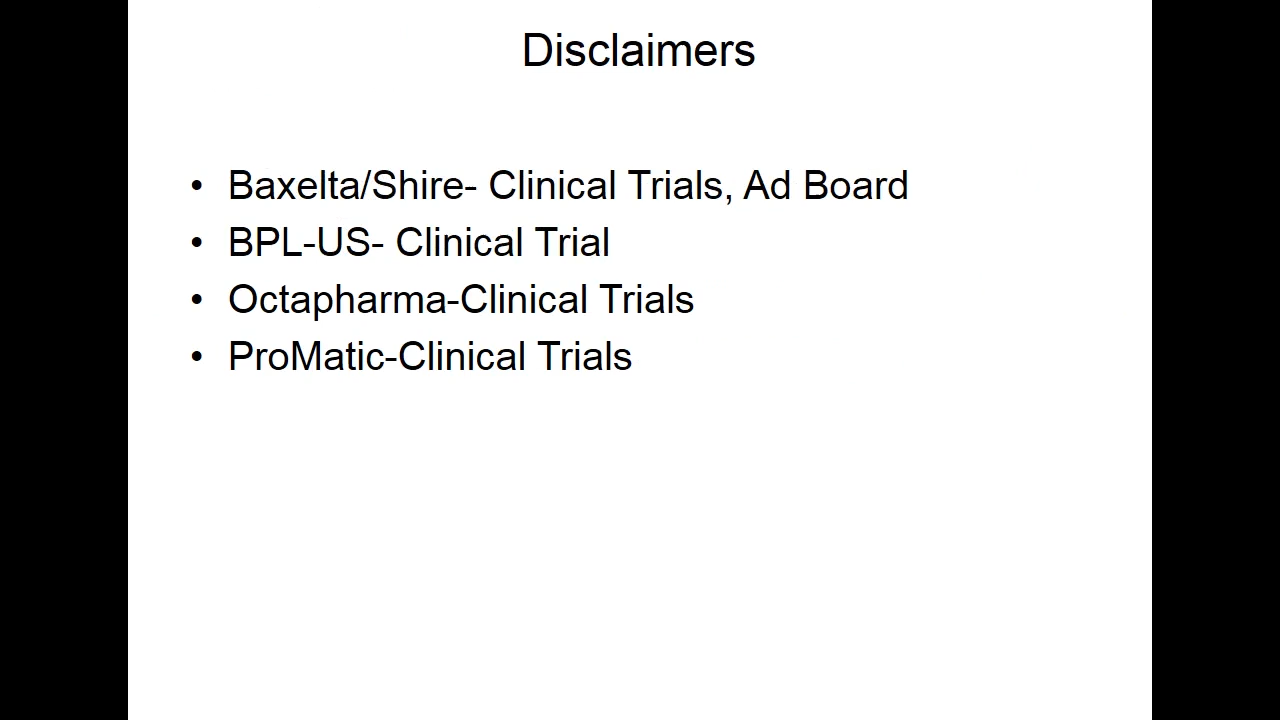 Disclaimers
• Baxelta/Shire- Clinical Trials, Ad Board
• BPL-US- Clinical Trial
• Octapharma-Clinical Trials
• ProMatic-Clinical Trials